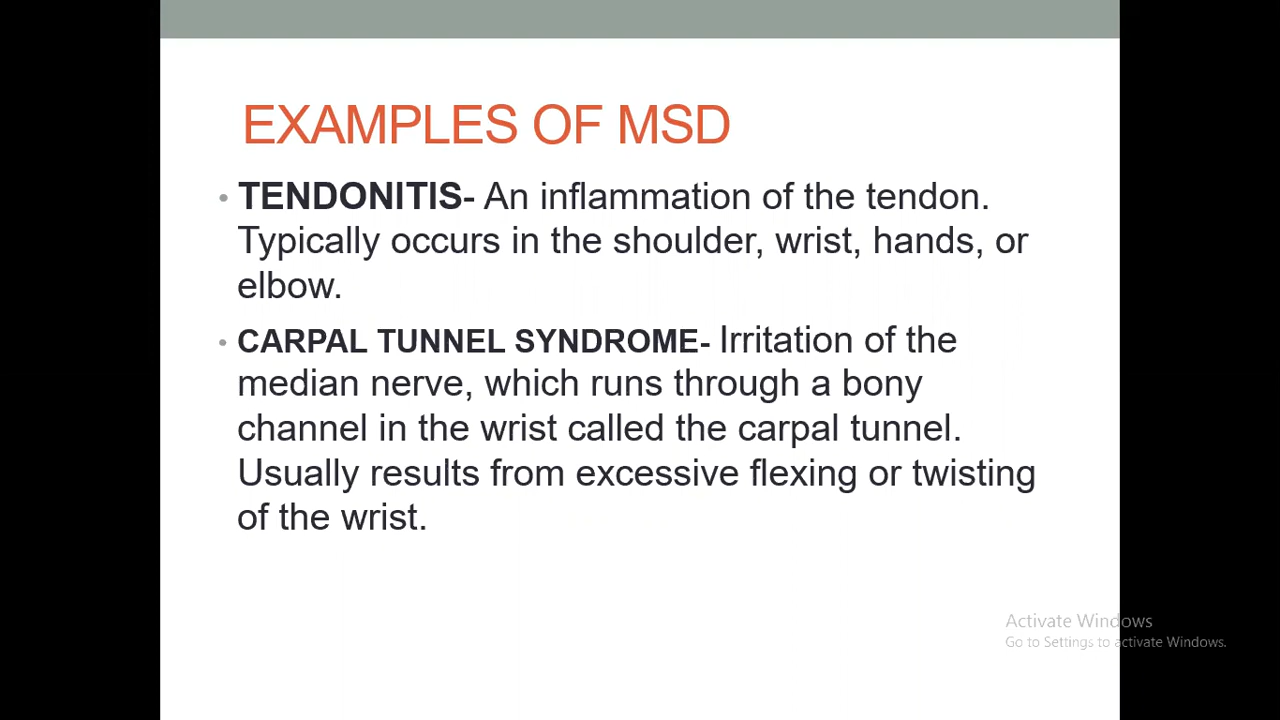 EXAMPLES OF MSD
• TENDONITIS- An inflammation of the tendon.
Typically occurs in the shoulder, wrist, hands, or
elbow.
• CARPAL TUNNEL SYNDROME- Irritation of the
median nerve, which runs through a bony
channel in the wrist called the carpal tunnel.
Usually results from excessive flexing or twisting
of the wrist.
Activate Windows
Go to Settings to activate Windows.